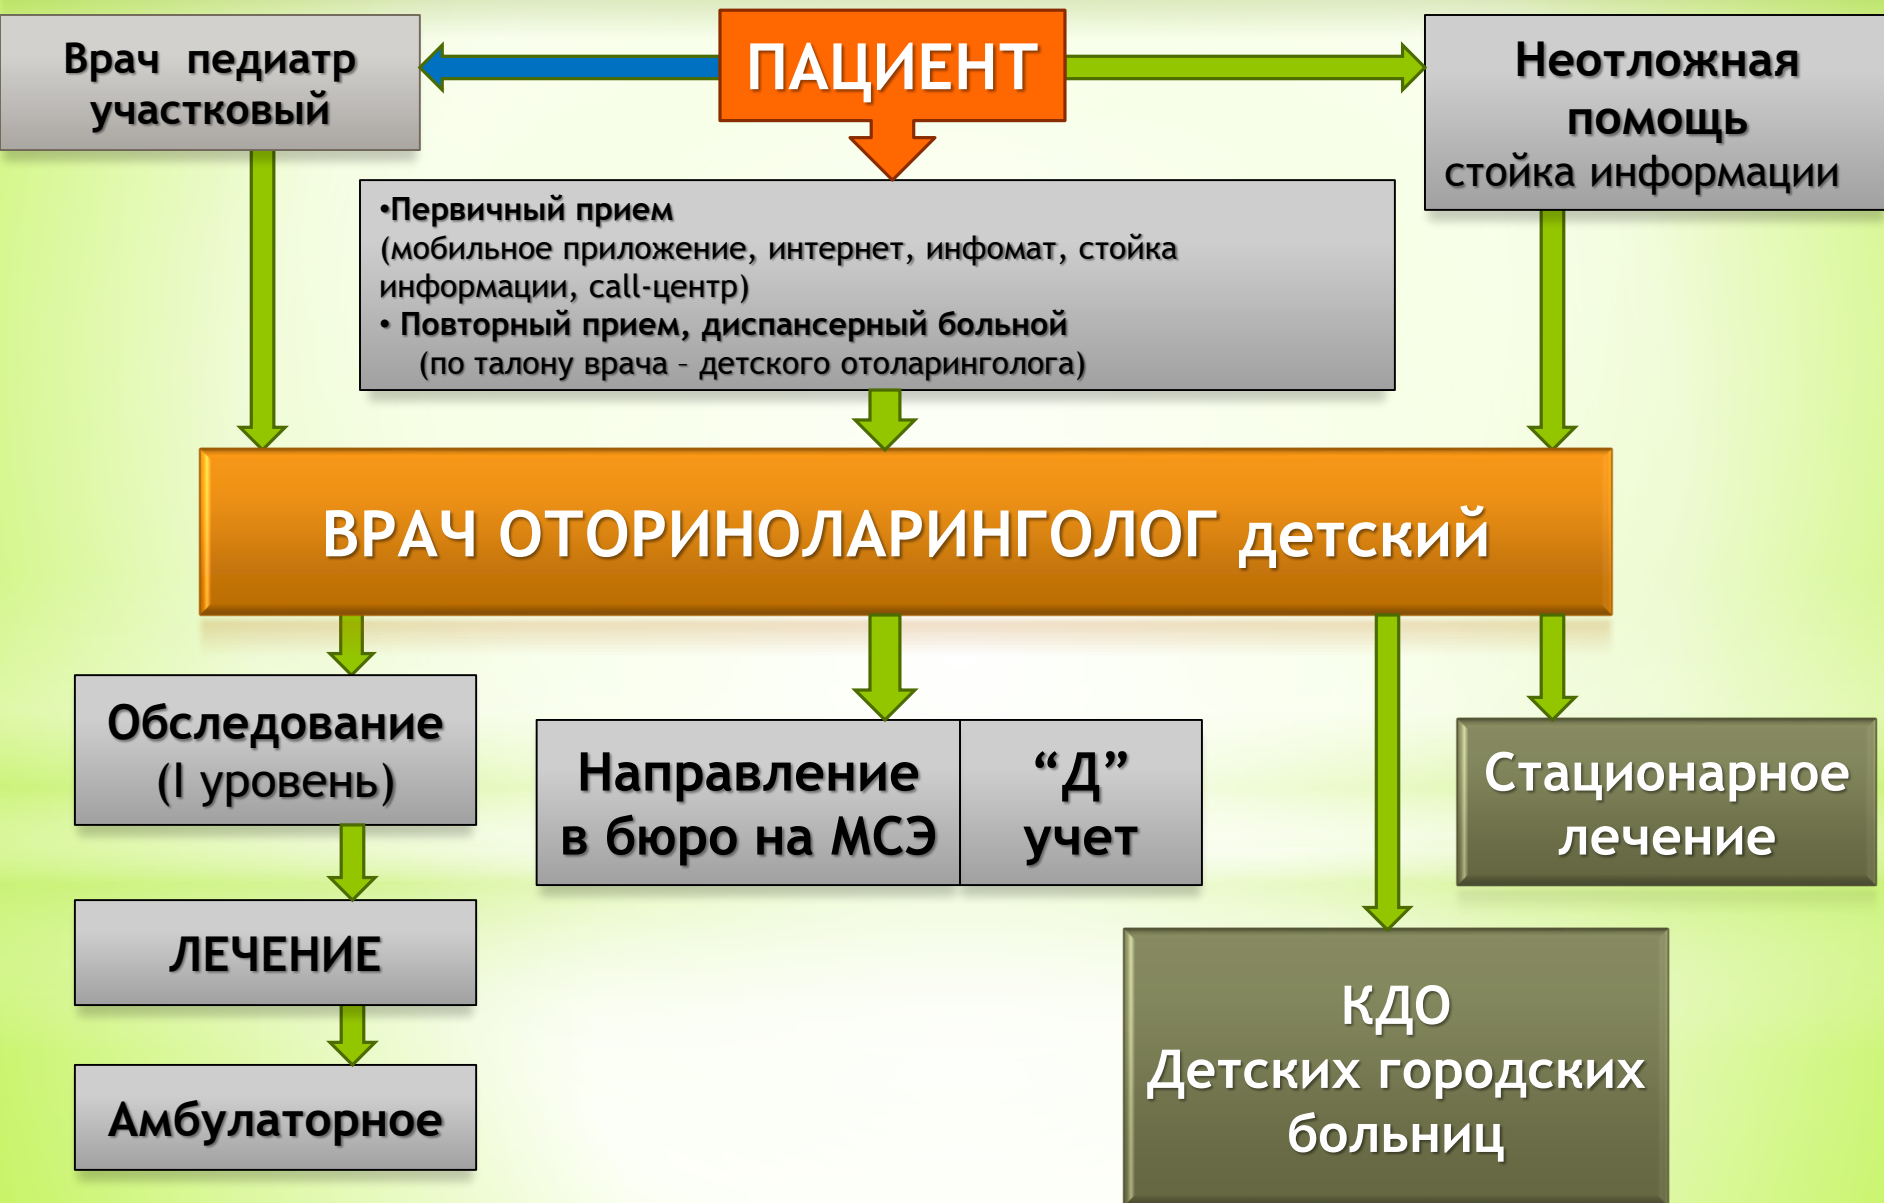 Врач педиатр
участковый
ПАЦИЕНТ
Неотложная
помощь
стойка информации
•Первичный прием
(мобильное приложение, интернет, инфомат, стойка
информации, call-центр)
• Повторный прием, диспансерный больной
(по талону врача – детского отоларинголога)
ВРАЧ ОТОРИНОЛАРИНГОЛОГ детский
Обследование
(I уровень)
ЛЕЧЕНИЕ
Амбулаторное
Направление
в бюро на МСЭ
“Д”
учет
Стационарное
лечение
КДО
Детских городских
больниц